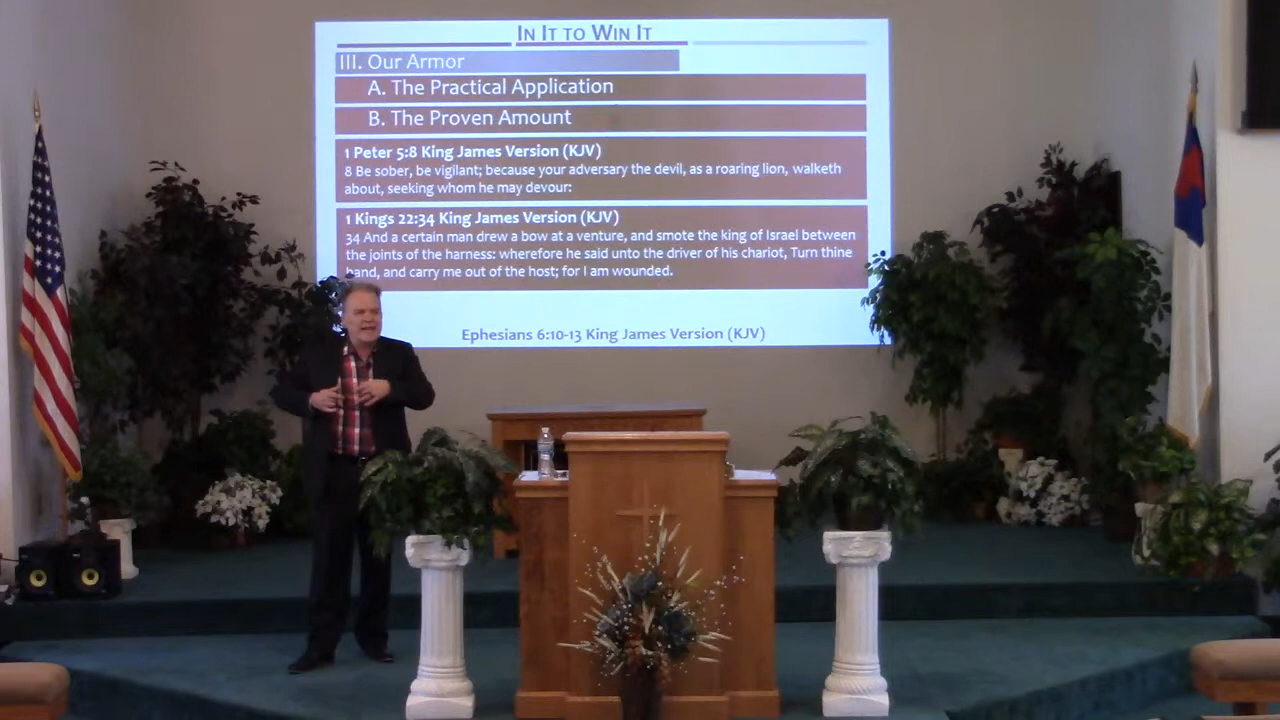 IN IT TO WIN IT
III. Our Armor
A. The Practical Application
B. The Proven Amount
1 Peter 5:8 King James Version (KJV)
8 Be sober, be vigilant; because your adversary the devil, as a roaring lion, walketh
about, seeking whom he may devour:
1 Kings 22:34 King James Version (KJV)
34 And a certain man drew a bow at a venture, and smote the king of Israel between
the joints of the harness: wherefore he said unto the driver of his chariot, Turn thine
hand, and carry me out of the host; for I am wounded.
Ephesians 6:10-13 King James Version (KJV)